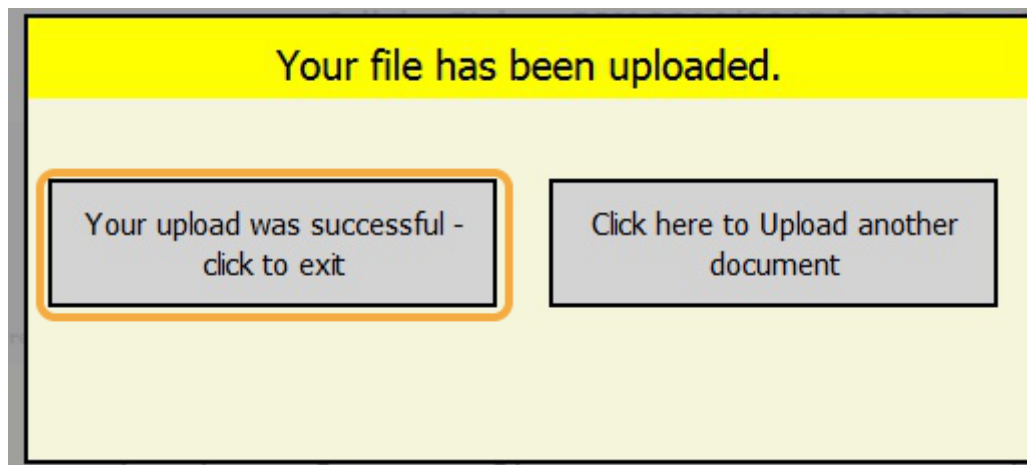 Your file has been uploaded.
Your upload was successful -
click to exit
Click here to Upload another
document